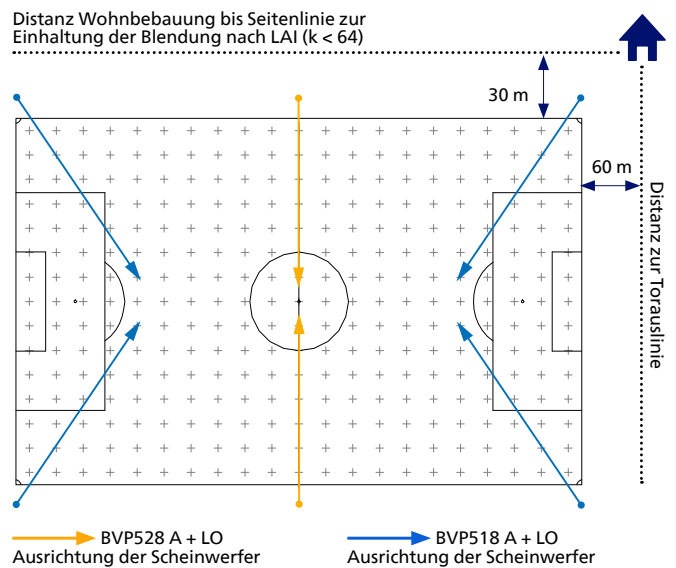 Distanz Wohnbebauung bis Seitenlinie zur
Einhaltung der Blendung nach LAI (k < 64)
30 m
60 m
Distanz zur Torauslinie
BVP528 A + LO
Ausrichtung der Scheinwerfer
BVP518 A + LO
Ausrichtung der Scheinwerfer